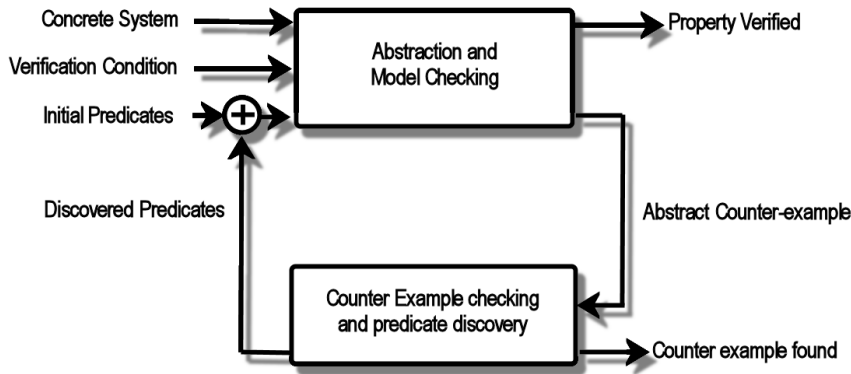 Concrete System
Verification Condition
Initial Predicates
Abstraction and
Model Checking
Property Verified
Discovered Predicates
Abstract Counter-example
Counter Example checking
and predicate discovery
Counter example found